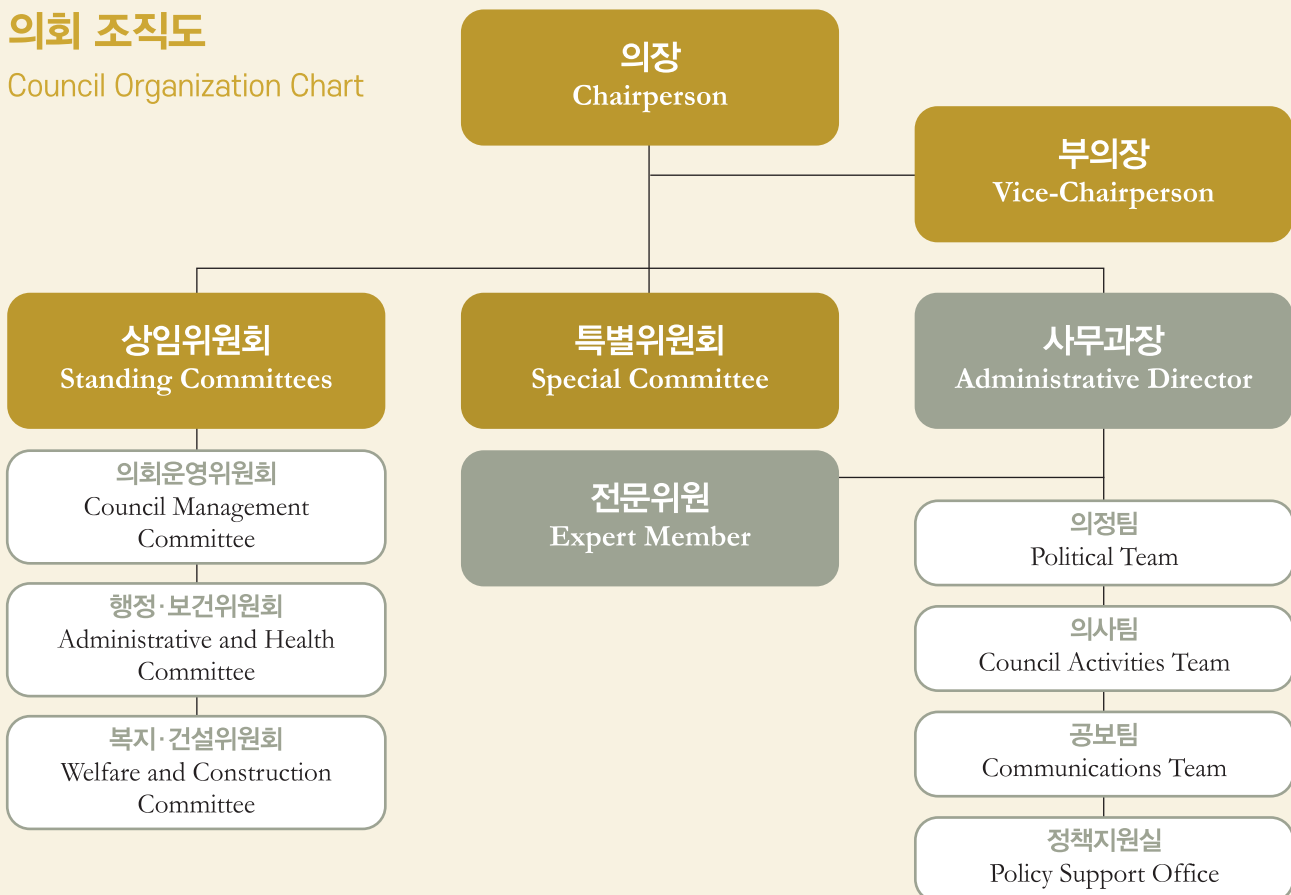 의회 조직도
Council Organization Chart
의장
Chairperson
부의장
Vice-Chairperson
상임위원회
Standing Committees
특별위원회
Special Committee
사무과장
Administrative Director
의회운영위원회
Council Management
Committee
행정·보건위원회
Administrative and Health
Committee
복지·건설위원회
Welfare and Construction
Committee
전문위원
Expert Member
의정팀
Political Team
의사팀
Council Activities Team
공보팀
Communications Team
정책지원실
Policy Support Office